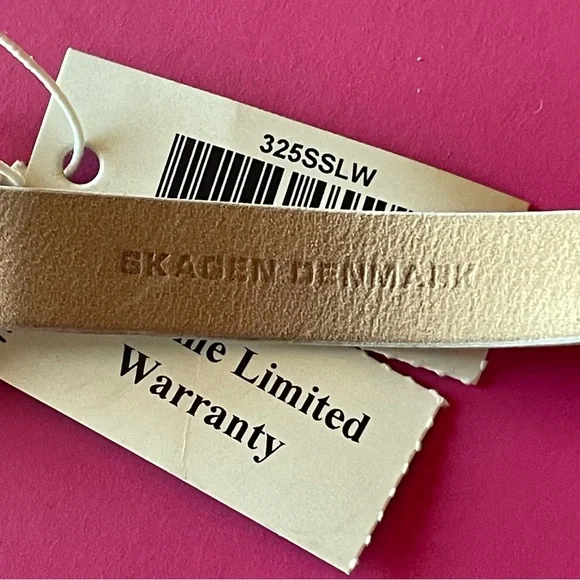 325SSLW
SKAGEN DENMARK
Limited
Warranty